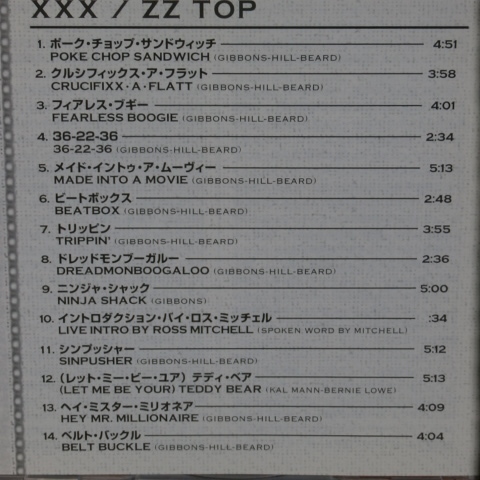 XXX / ZZ TOP
1. ポーク・チョップ・サンドウィッチ 4:51
POKE CHOP SANDWICH (GIBBONS-HILL-BEARD)
2. クルシフィックス・ア・フラット 3:58
CRUCIFIXX・A・FLATT (GIBBONS-HILL-BEARD)
3. フィアレス・ブギー 4:01
FEARLESS BOOGIE (GIBBONS-HILL-BEARD)
4. 36-22-36 2:34
36-22-36 (GIBBONS-HILL-BEARD)
5. メイド・イントゥ・ア・ムーヴィー 5:13
MADE INTO A MOVIE (GIBBONS-HILL-BEARD)
6. ビートボックス 2:48
BEATBOX (GIBBONS-HILL-BEARD)
7. トリッピン 3:55
TRIPPIN' (GIBBONS-HILL-BEARD)
8. ドレッドモンブーガルー 2:36
DREADMONBOOGALOO (GIBBONS-HILL-BEARD)
9. ニンジャ・シャック 5:00
NINJA SHACK (GIBBONS)
10. イントロダクション・バイ・ロス・ミッチェル :34
LIVE INTRO BY ROSS MITCHELL (SPOKEN WORD BY MITCHELL)
11. シンプッシャー 5:12
SINPUSHER (GIBBONS-HILL-BEARD)
12. (レット・ミー・ビー・ユア) テディ・ベア 5:13
(LET ME BE YOUR) TEDDY BEAR (KAL MANN-BERNIE LOWE)
13. ヘイ・ミスター・ミリオネア 4:09
HEY MR. MILLIONAIRE (GIBBONS-HILL-BEARD)
14. ベルト・バックル 4:04
BELT BUCKLE (GIBBONS-HILL-BEARD)